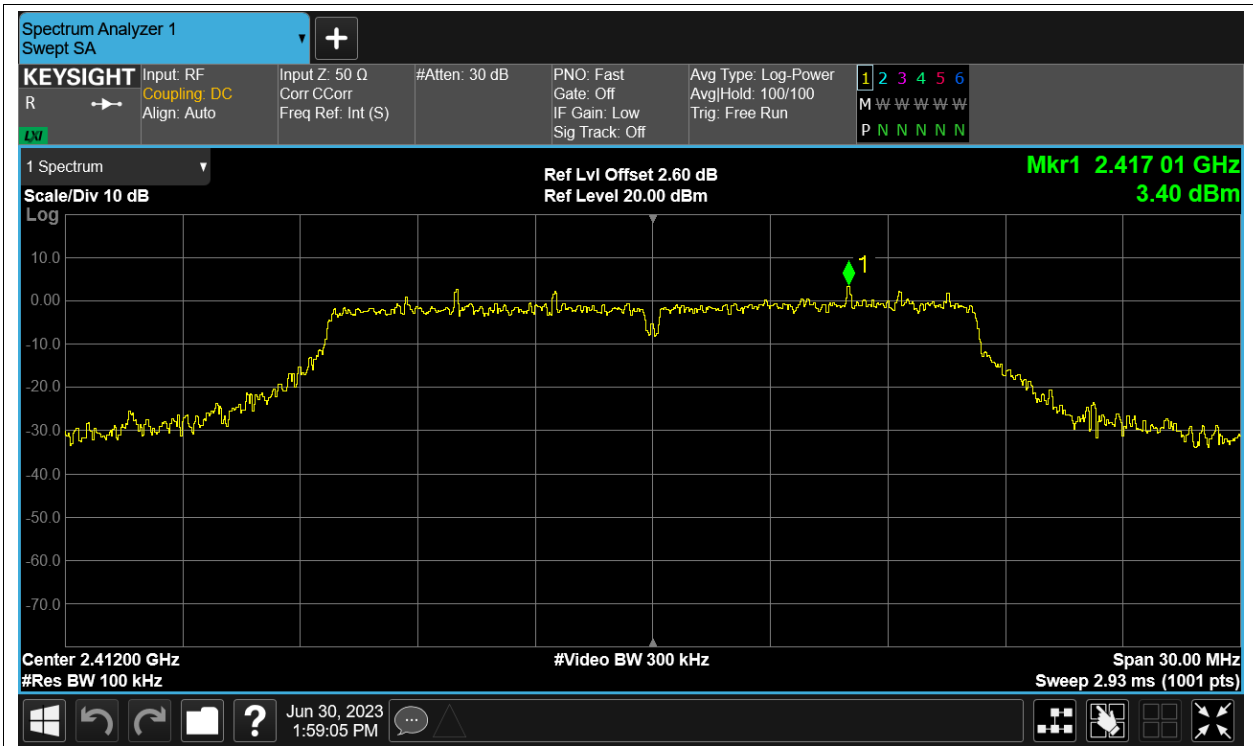 Spectrum Analyzer 1
Swept SA
KEYSIGHT
R
LXI
Input: RF
Coupling: DC
Align: Auto
Input Z: 50 Ω
Corr CCorr
Freq Ref: Int (S)
#Atten: 30 dB
PNO: Fast
Gate: Off
IF Gain: Low
Sig Track: Off
Avg Type: Log-Power
Avg|Hold: 100/100
Trig: Free Run
1 2 3 4 5 6
M W W W W W
P N N N N N
1 Spectrum
Scale/Div 10 dB
Log
Ref Lvl Offset 2.60 dB
Ref Level 20.00 dBm
Mkr1 2.417 01 GHz
3.40 dBm
1
10.0
0.00
-10.0
-20.0
-30.0
-40.0
-50.0
-60.0
-70.0
Center 2.41200 GHz
#Video BW 300 kHz
Span 30.00 MHz
#Res BW 100 kHz
Sweep 2.93 ms (1001 pts)
?
Jun 30, 2023
1:59:05 PM